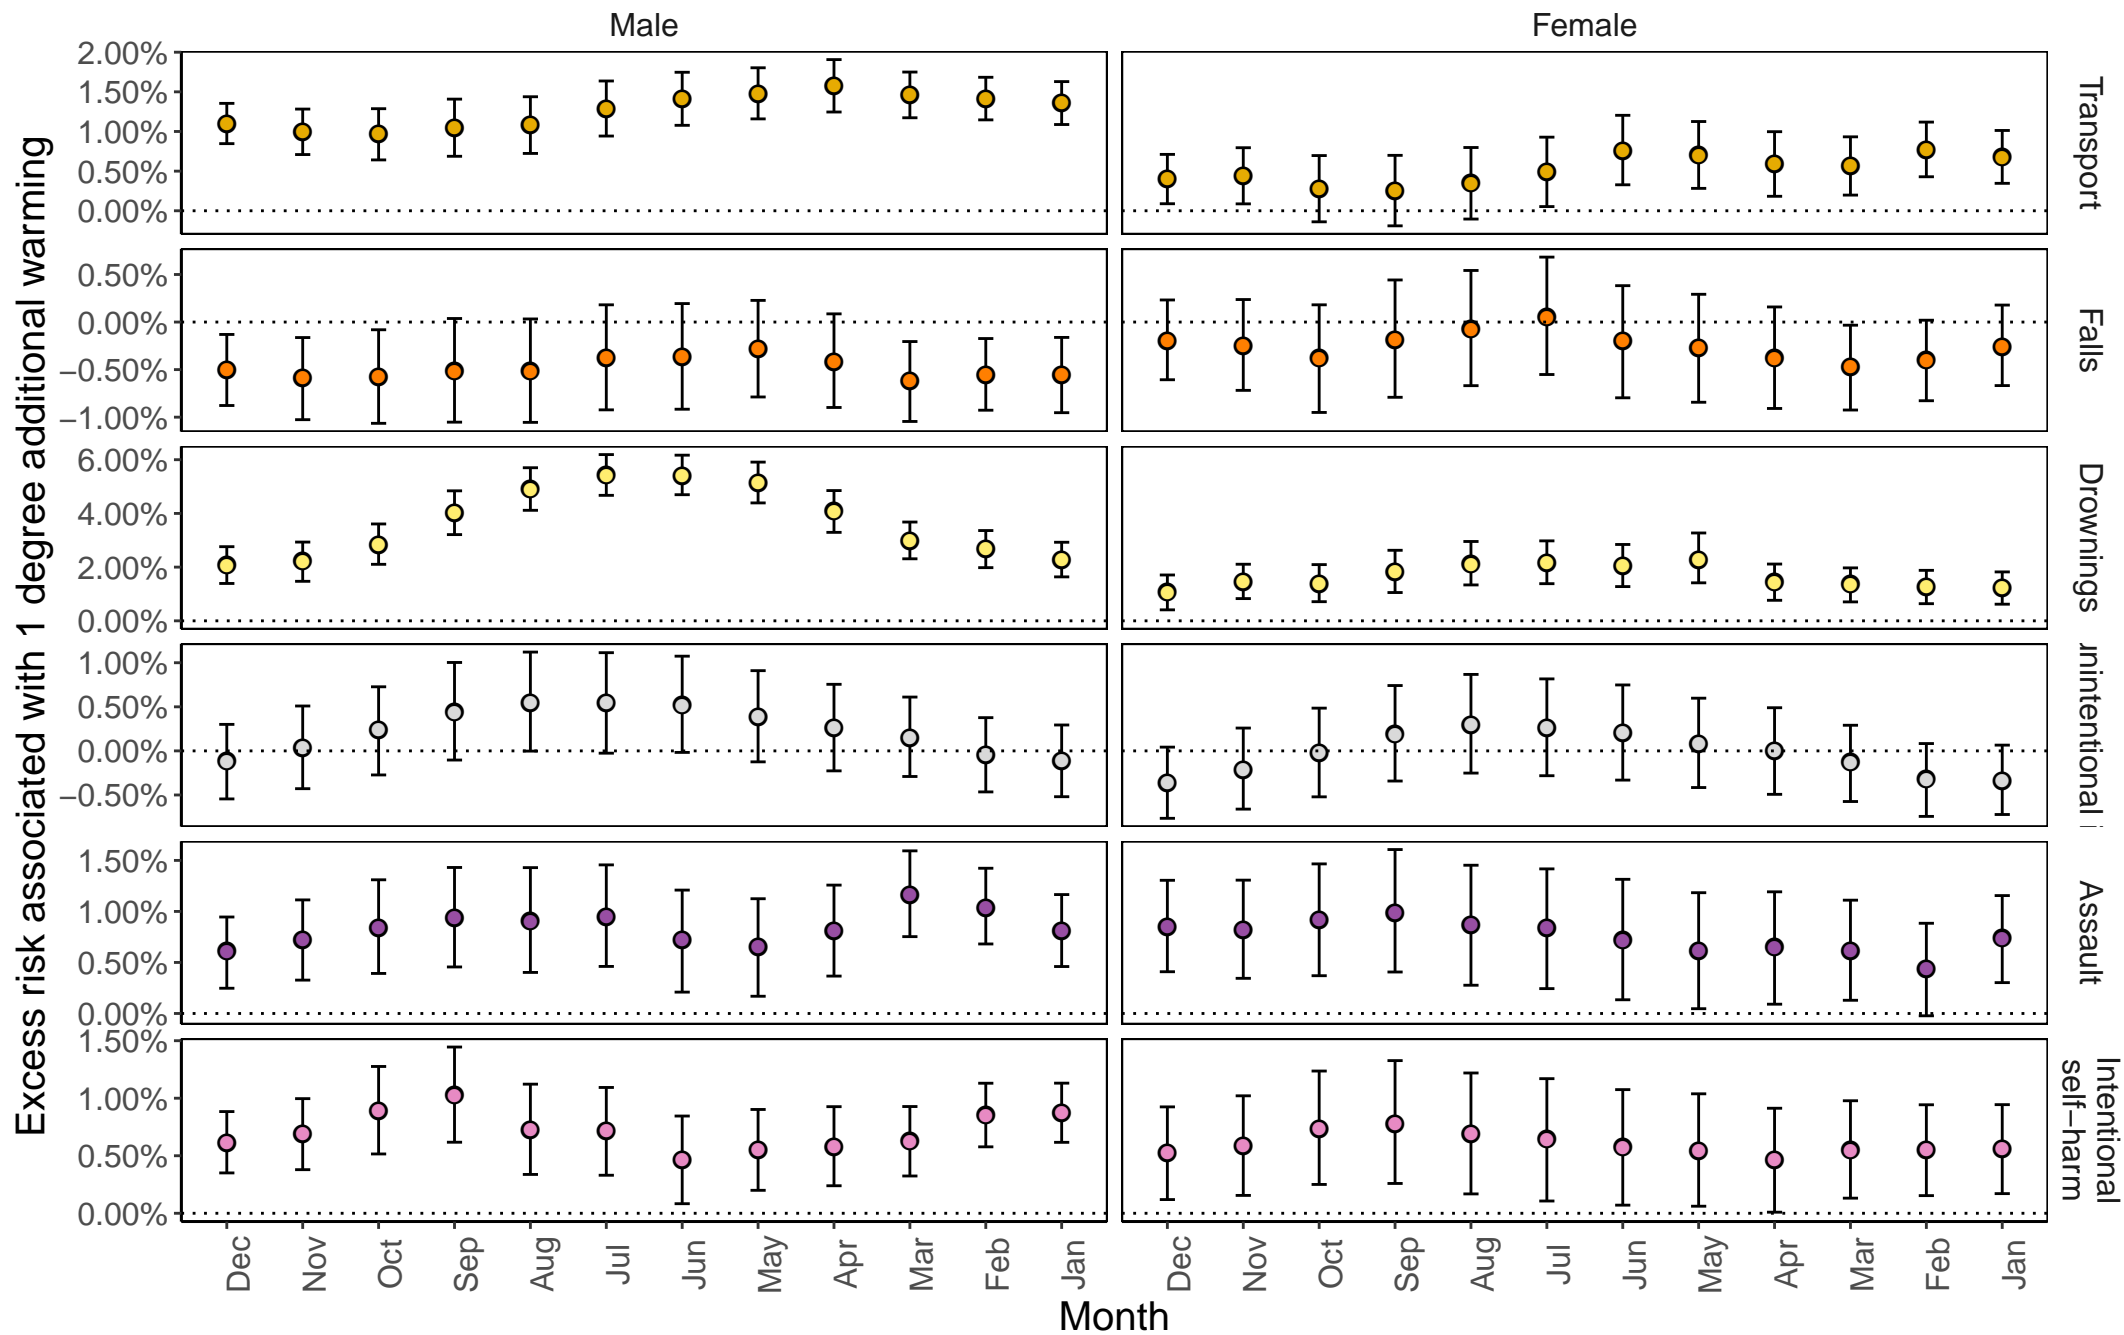 Male
Female
Excess risk associated with 1 degree additional warming
2.00%
1.50%
1.00%
0.50%
0.00%
Transport
0.50%
0.00%
−0.50%
−1.00%
Falls
6.00%
4.00%
2.00%
0.00%
Drownings
1.00%
0.50%
0.00%
−0.50%
nintentional i
1.50%
1.00%
0.50%
0.00%
Assault
1.50%
1.00%
0.50%
0.00%
Intentional
self−harm
Dec
Nov
Oct
Sep
Aug
Jul
Jun
May
Apr
Mar
Feb
Jan
Dec
Nov
Oct
Sep
Aug
Jul
Jun
May
Apr
Mar
Feb
Jan
Month